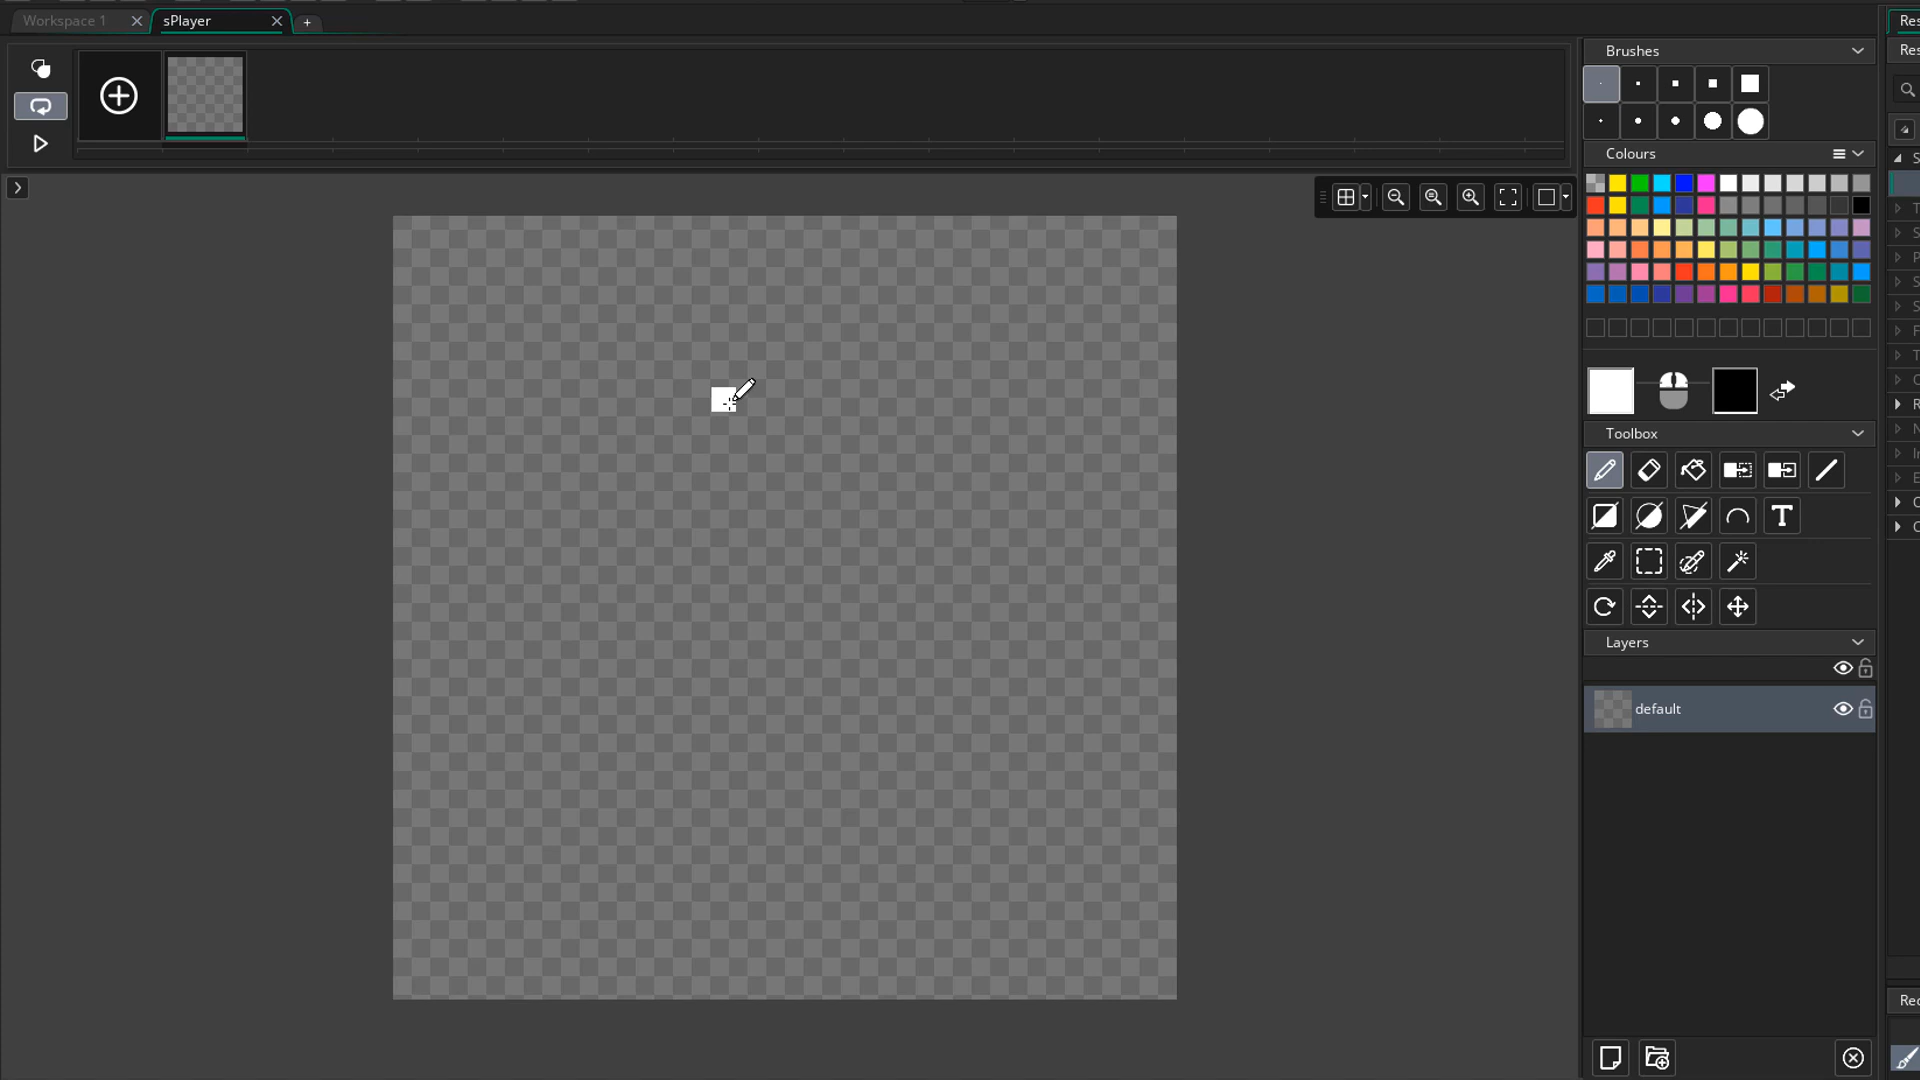 Workspace 1
sPlayer
Res
Brushes
Res
Colours
Toolbox
T
Layers
default
Rec